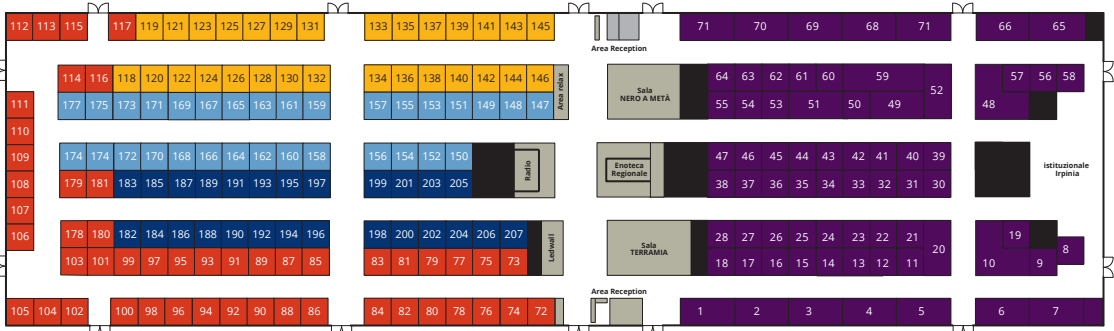 112 113 115 117 119 121 123 125 127 129 131 133 135 137 139 141 143 145 71 70 69 68 71 66 65
Area Reception
114 116 118 120 122 124 126 128 130 132 134 136 138 140 142 144 146 64 63 62 61 60 59 57 56 58
Area relax
Sala
NERO A METÀ
52
177 175 173 171 169 167 165 163 161 159 157 155 153 151 149 148 147 55 54 53 51 50 49 48
111
110
109 174 174 172 170 168 166 164 162 160 158 156 154 152 150 47 46 45 44 43 42 41 40 39
Radio
Enoteca
Regionale
istituzionale
Irpinia
108 179 181 183 185 187 189 191 193 195 197 199 201 203 205 38 37 36 35 34 33 32 31 30
107
106 178 180 182 184 186 188 190 192 194 196 198 200 202 204 206 207 28 27 26 25 24 23 22 21 19
Ledwall
Sala
TERRAMIA
20 8
103 101 99 97 95 93 91 89 87 85 83 81 79 77 75 73 18 17 16 15 14 13 12 11 10 9
Area Reception
105 104 102 100 98 96 94 92 90 88 86 84 82 80 78 76 74 72 1 2 3 4 5 6 7